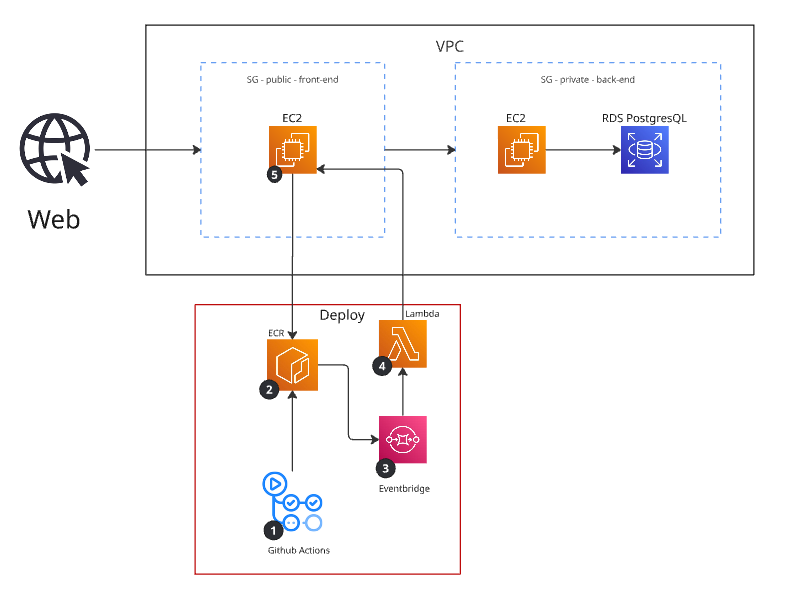 VPC
SG - public - front-end
SG - private - back-end
EC2
EC2
RDS PostgresQL
5
Web
Deploy
Lambda
ECR
4
2
3
Eventbridge
1
Github Actions